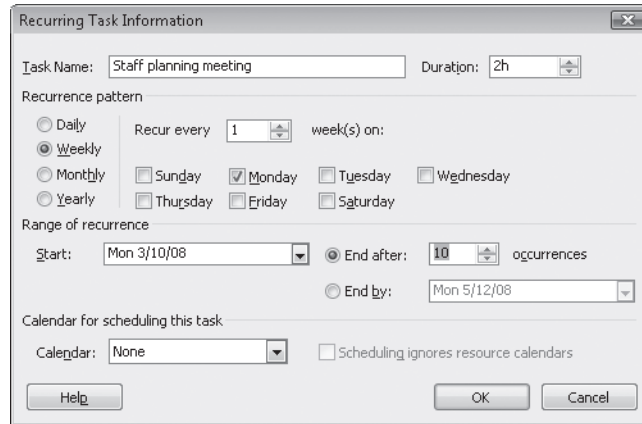 Recurring Task Information
Task Name: Staff planning meeting Duration: 2h
Recurrence pattern
Daily Recur every 1 week(s) on:
Weekly
Monthly Sunday Monday Tuesday Wednesday
Yearly Thursday Friday Saturday
Range of recurrence
Start: Mon 3/10/08 End after: 10 occurrences
End by: Mon 5/12/08
Calendar for scheduling this task
Calendar: None Scheduling ignores resource calendars
Help OK Cancel